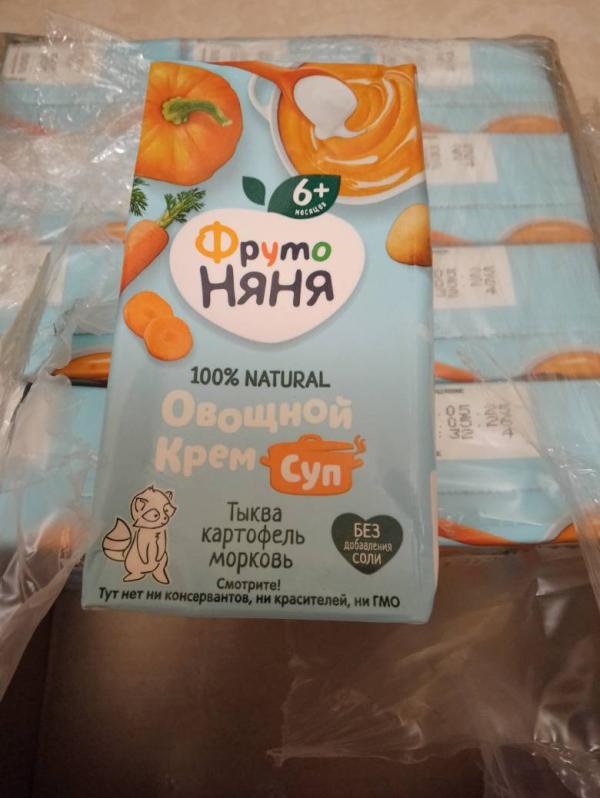 6+
месяцев
Фруто
Няня
100% NATURAL
Овощной
Крем
Суп
Тыква
картофель
морковь
БЕЗ
добавления
СОЛИ
Смотрите!
Тут нет ни консервантов, ни красителей, ни ГМО